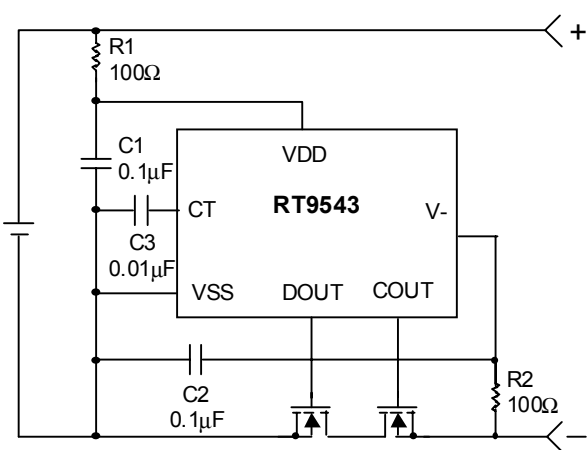 +
R1
100Ω
C1
0.1μF
VDD
RT9543
CT
V-
C3
0.01μF
VSS
DOUT
COUT
C2
0.1μF
R2
100Ω
—